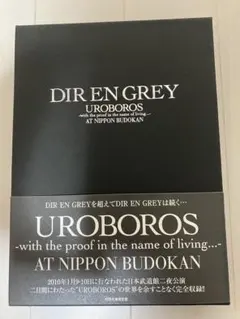 DIR EN GREY
UROBOROS
-with the proof in the name of living...-
AT NIPPON BUDOKAN
DIR EN GREYを超えてDIR EN GREYは続く…
UROBOROS
-with the proof in the name of living...-
AT NIPPON BUDOKAN
2010年1月9・10日に行なわれた日本武道館二夜公演
二日間にわたった"UROBOROS"の世界を余すことなく完全収録!!